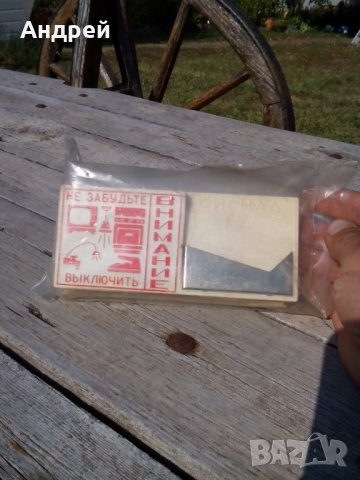 Андрей
НЕ ЗАБУДЬТЕ
ВЫКЛЮЧИТЬ
ВНИМАНИЕ
СИГНАЛ
BAZAR